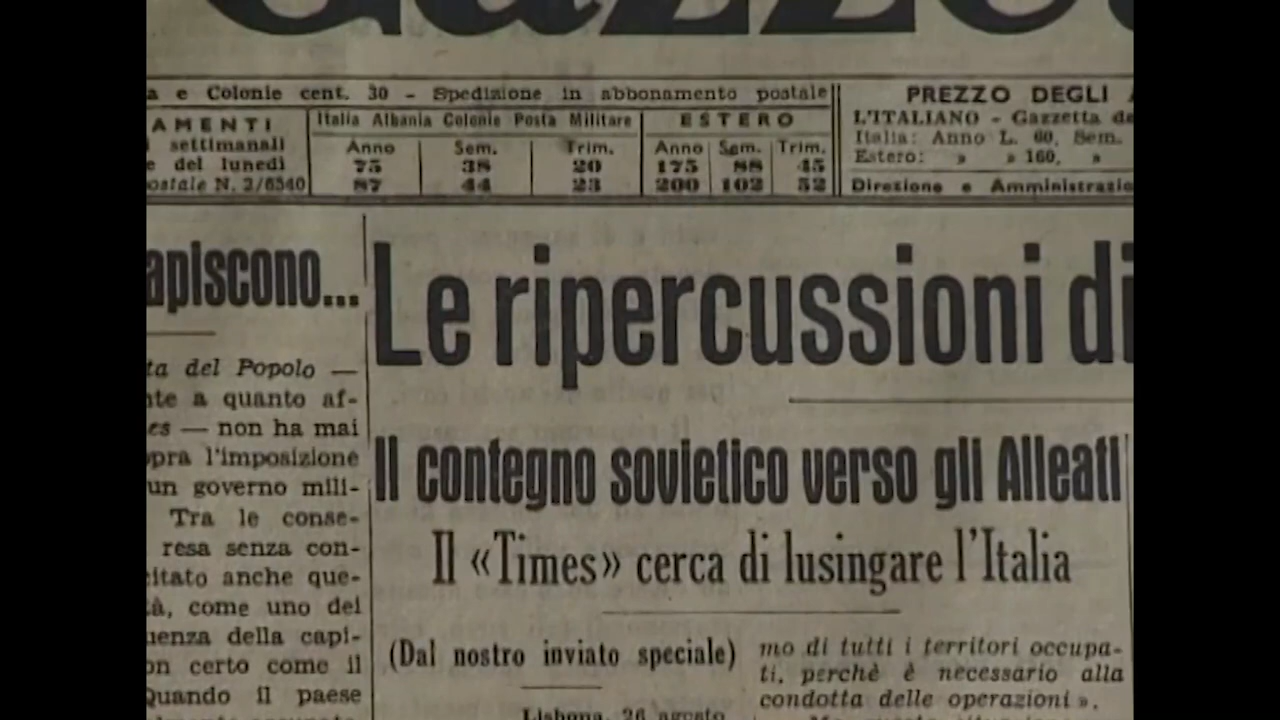 Gazzet
a e Colonie cent. 30 - Spedizione in abbonamento postale
AMENTI
settimanali
e del lunedì
ostale N. 2/6540
Italia Albania Colonie Posta Militare
Anno Sem. Trim.
75 38 20
87 44 23
ESTERO
Anno Sem. Trim.
175 88 45
200 102 52
PREZZO DEGLI A
L'ITALIANO - Gazzetta de
Italia: Anno L. 60, Sem.
Estero: » » 160, »
Direzione e Amministrazio
apiscono...
ta del Popolo —
nte a quanto af-
es — non ha mai
opra l'imposizione
un governo mili-
Tra le conse-
resa senza con-
citato anche que-
tà, come uno dei
uenza della capi-
on certo come il
Quando il paese
Le ripercussioni di
Il contegno sovietico verso gli Alleati
Il «Times» cerca di lusingare l'Italia
(Dal nostro inviato speciale)
Lisbona, 26 agosto
mo di tutti i territori occupa-
ti, perchè è necessario alla
condotta delle operazioni».